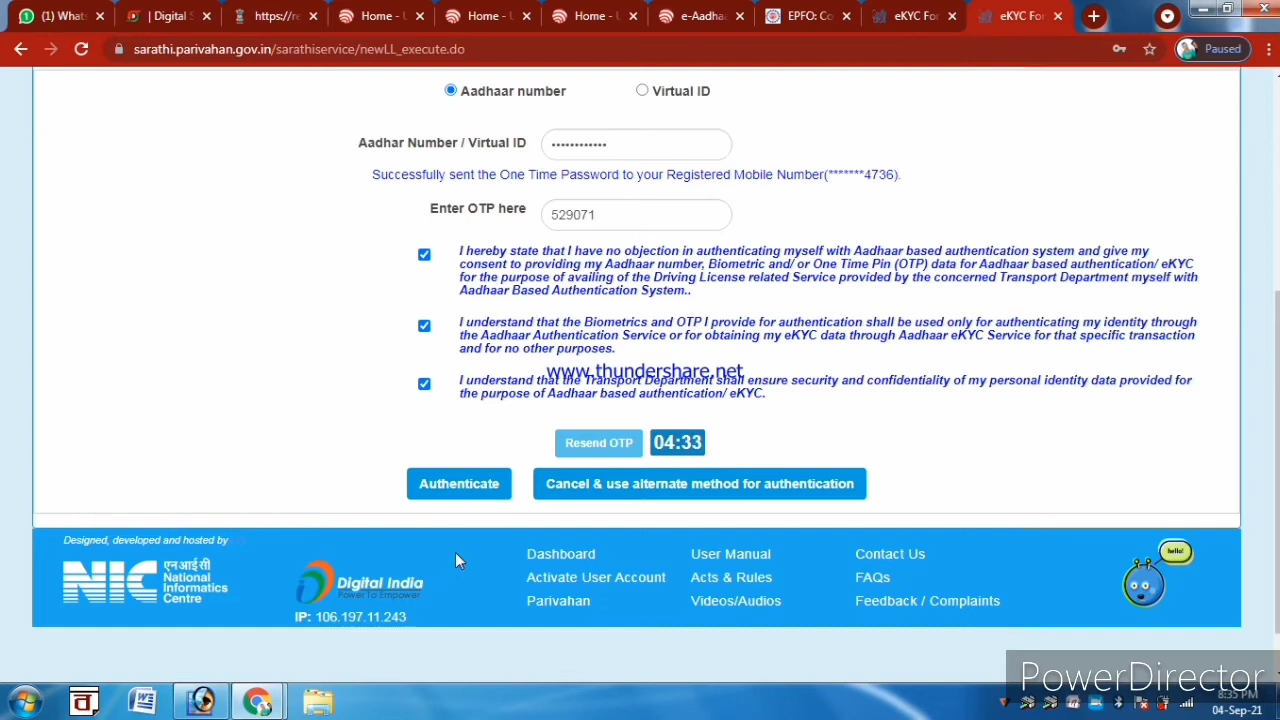 Whats
Digital S
https://re
Home - U
Home - U
Home - U
e-Aadha
EPFO: Co
eKYC For
eKYC For
sarathi.parivahan.gov.in/sarathiservice/newLL_execute.do
Paused
Aadhaar number Virtual ID
Aadhar Number / Virtual ID ••••••••••••
Successfully sent the One Time Password to your Registered Mobile Number(*******4736).
Enter OTP here 529071
I hereby state that I have no objection in authenticating myself with Aadhaar based authentication system and give my
consent to providing my Aadhaar number, Biometric and/ or One Time Pin (OTP) data for Aadhaar based authentication/ eKYC
for the purpose of availing of the Driving License related Service provided by the concerned Transport Department myself with
Aadhaar Based Authentication System..
I understand that the Biometrics and OTP I provide for authentication shall be used only for authenticating my identity through
the Aadhaar Authentication Service or for obtaining my eKYC data through Aadhaar eKYC Service for that specific transaction
and for no other purposes.
www.thundershare.net
I understand that the Transport Department shall ensure security and confidentiality of my personal identity data provided for
the purpose of Aadhaar based authentication/ eKYC.
Resend OTP 04:33
Authenticate Cancel & use alternate method for authentication
Designed, developed and hosted by
NIC एनआईसी
National
Informatics
Centre
Digital India
Power To Empower
IP: 106.197.11.243
Dashboard User Manual Contact Us
Activate User Account Acts & Rules FAQs
Parivahan Videos/Audios Feedback / Complaints
hello!
PowerDirector
8:35 PM
04-Sep-21